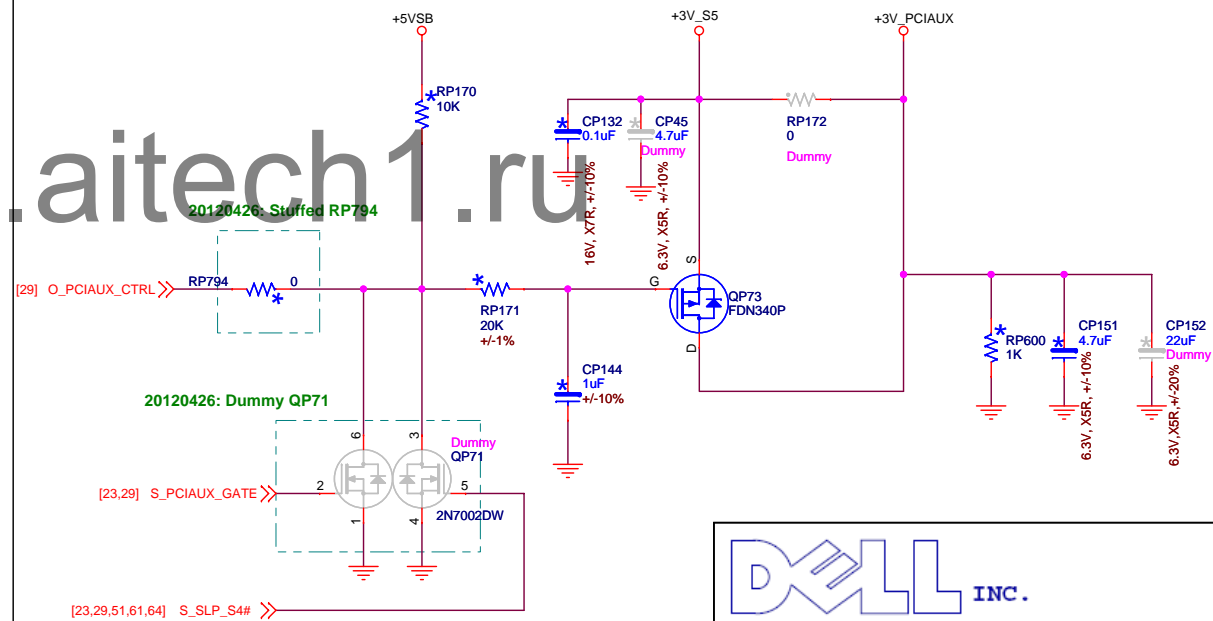 +5VSB
+3V_S5
+3V_PCIAUX
RP170
10K
CP132
0.1uF
16V, X7R, +/-10%
CP45
4.7uF
Dummy
6.3V, X5R, +/-10%
RP172
0
Dummy
.aitech1.ru
20120426: Stuffed RP794
[29] O_PCIAUX_CTRL
RP794
0
RP171
20K
+/-1%
G
S
D
QP73
FDN340P
CP144
1uF
+/-10%
RP600
1K
CP151
4.7uF
6.3V, X5R, +/-10%
CP152
22uF
Dummy
6.3V,X5R,+/-20%
20120426: Dummy QP71
6
3
Dummy
QP71
[23,29] S_PCIAUX_GATE
2
5
1
4
2N7002DW
[23,29,51,61,64] S_SLP_S4#
DELL INC.